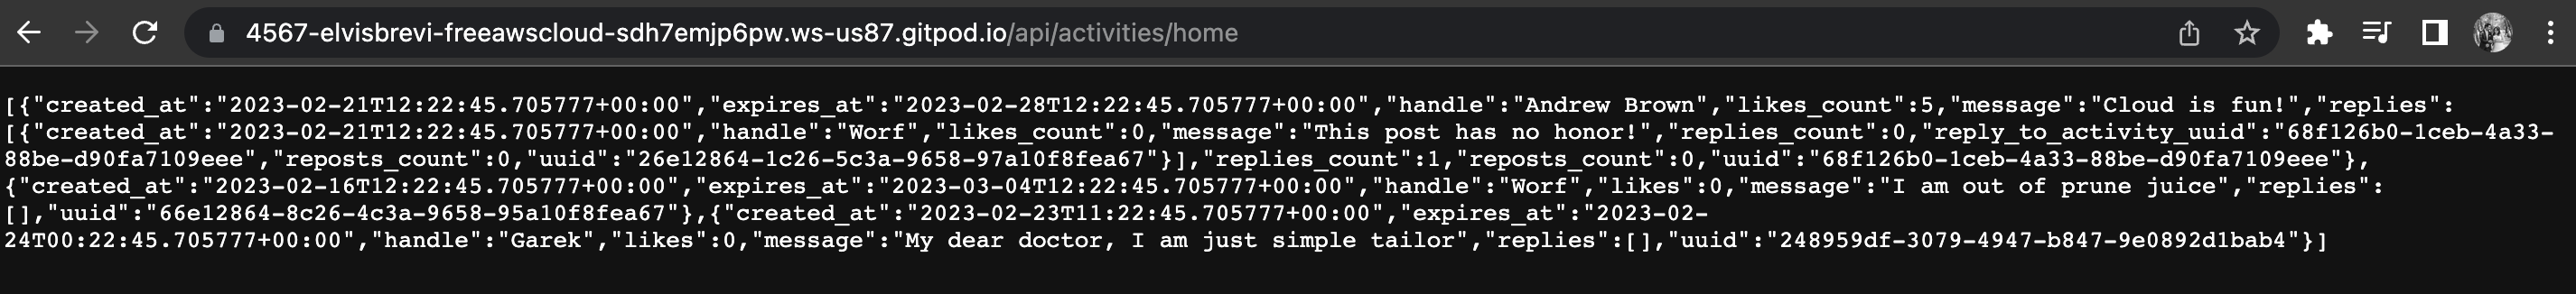 4567-elvisbrevi-freeawscloud-sdh7emjp6pw.ws-us87.gitpod.io/api/activities/home
[{"created_at":"2023-02-21T12:22:45.705777+00:00","expires_at":"2023-02-28T12:22:45.705777+00:00","handle":"Andrew Brown","likes_count":5,"message":"Cloud is fun!","replies":
[{"created_at":"2023-02-21T12:22:45.705777+00:00","handle":"Worf","likes_count":0,"message":"This post has no honor!","replies_count":0,"reply_to_activity_uuid":"68f126b0-1ceb-4a33-
88be-d90fa7109eee","reposts_count":0,"uuid":"26e12864-1c26-5c3a-9658-97a10f8fea67"}],"replies_count":1,"reposts_count":0,"uuid":"68f126b0-1ceb-4a33-88be-d90fa7109eee"},
{"created_at":"2023-02-16T12:22:45.705777+00:00","expires_at":"2023-03-04T12:22:45.705777+00:00","handle":"Worf","likes":0,"message":"I am out of prune juice","replies":
[],"uuid":"66e12864-8c26-4c3a-9658-95a10f8fea67"},{"created_at":"2023-02-23T11:22:45.705777+00:00","expires_at":"2023-02-
24T00:22:45.705777+00:00","handle":"Garek","likes":0,"message":"My dear doctor, I am just simple tailor","replies":[],"uuid":"248959df-3079-4947-b847-9e0892d1bab4"}]